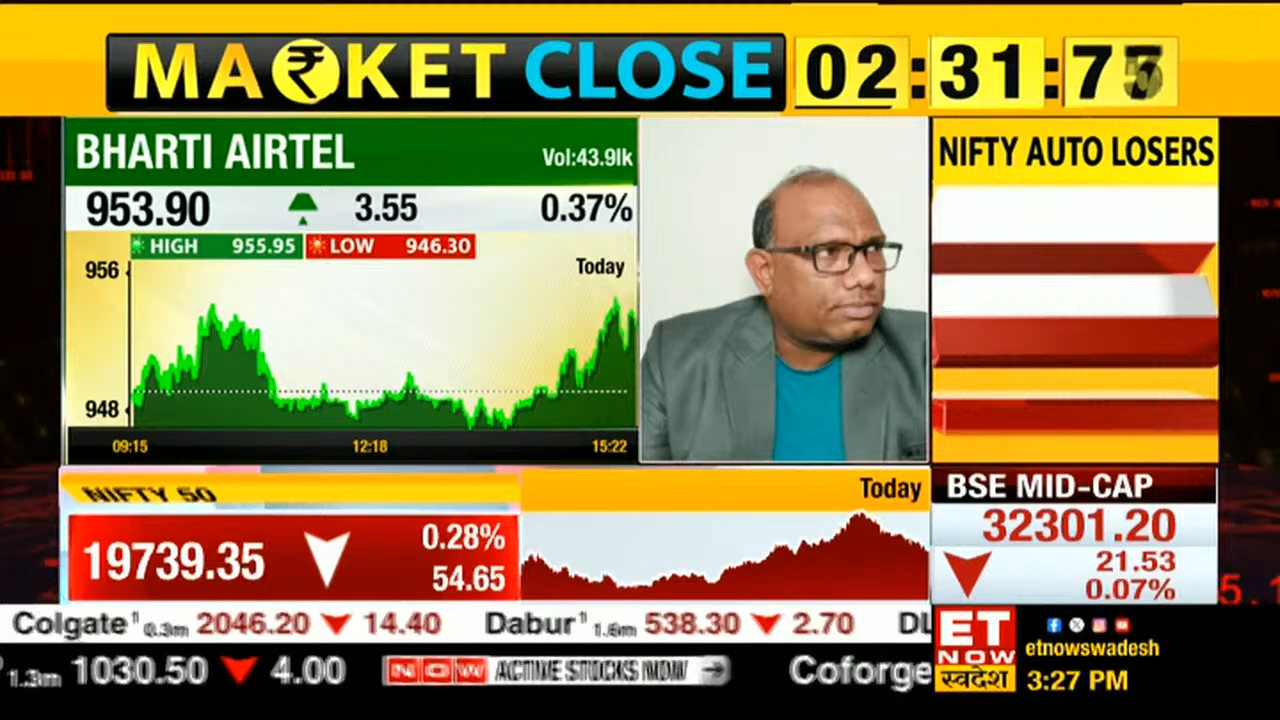 MA₹KET CLOSE 02:31:7
BHARTI AIRTEL Vol:43.9lk
953.90 3.55 0.37%
HIGH 955.95 LOW 946.30
Today
956
948
09:15 12:18 15:22
NIFTY AUTO LOSERS
NIFTY 50 Today
19739.35 0.28%
54.65
BSE MID-CAP
32301.20
21.53
0.07%
Colgate¹ 0.3m 2046.20 14.40 Dabur¹ 1.6m 538.30 2.70 DL
1.3m 1030.50 4.00 NOW ACTIVE STOCKS NOW Coforge
ET
NOW
स्वदेश
etnowswadesh
3:27 PM